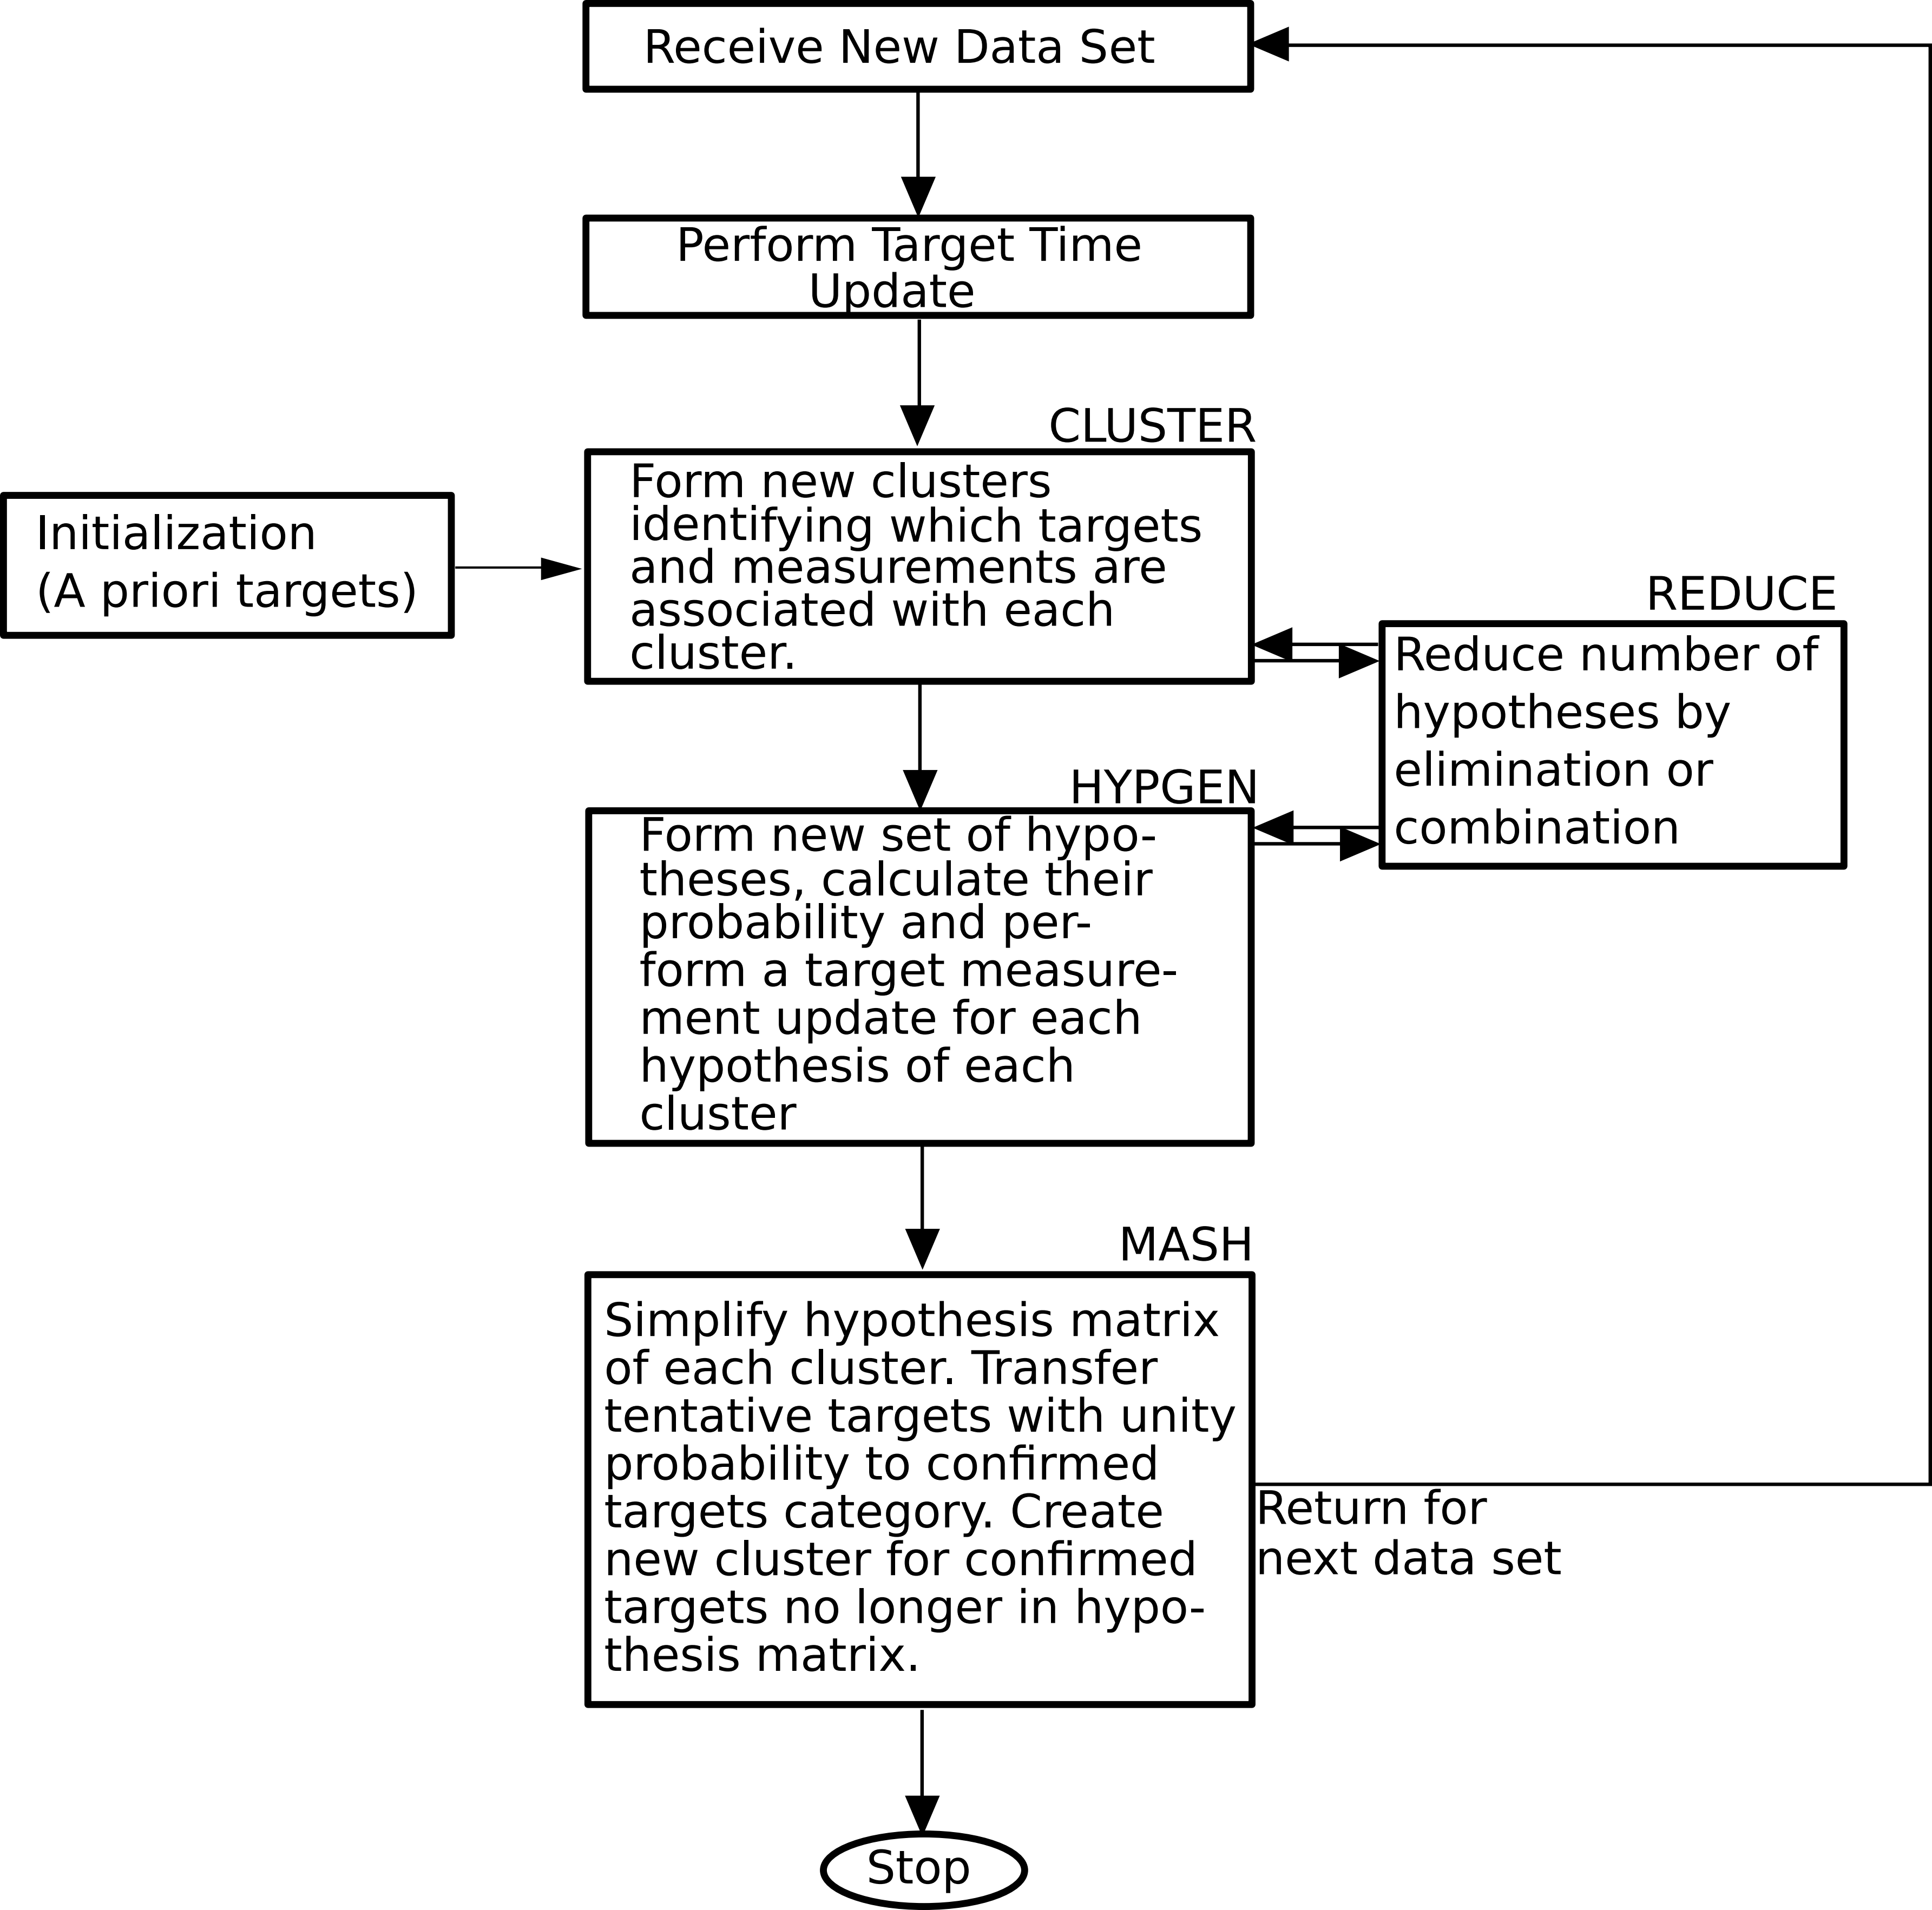 Receive New Data Set
Perform Target Time
Update
CLUSTER
Form new clusters
identifying which targets
and measurements are
associated with each
cluster.
Initialization
(A priori targets)
REDUCE
Reduce number of
hypotheses by
elimination or
combination
HYPGEN
Form new set of hypo-
theses, calculate their
probability and per-
form a target measure-
ment update for each
hypothesis of each
cluster
MASH
Simplify hypothesis matrix
of each cluster. Transfer
tentative targets with unity
probability to confirmed
targets category. Create
new cluster for confirmed
targets no longer in hypo-
thesis matrix.
Return for
next data set
Stop